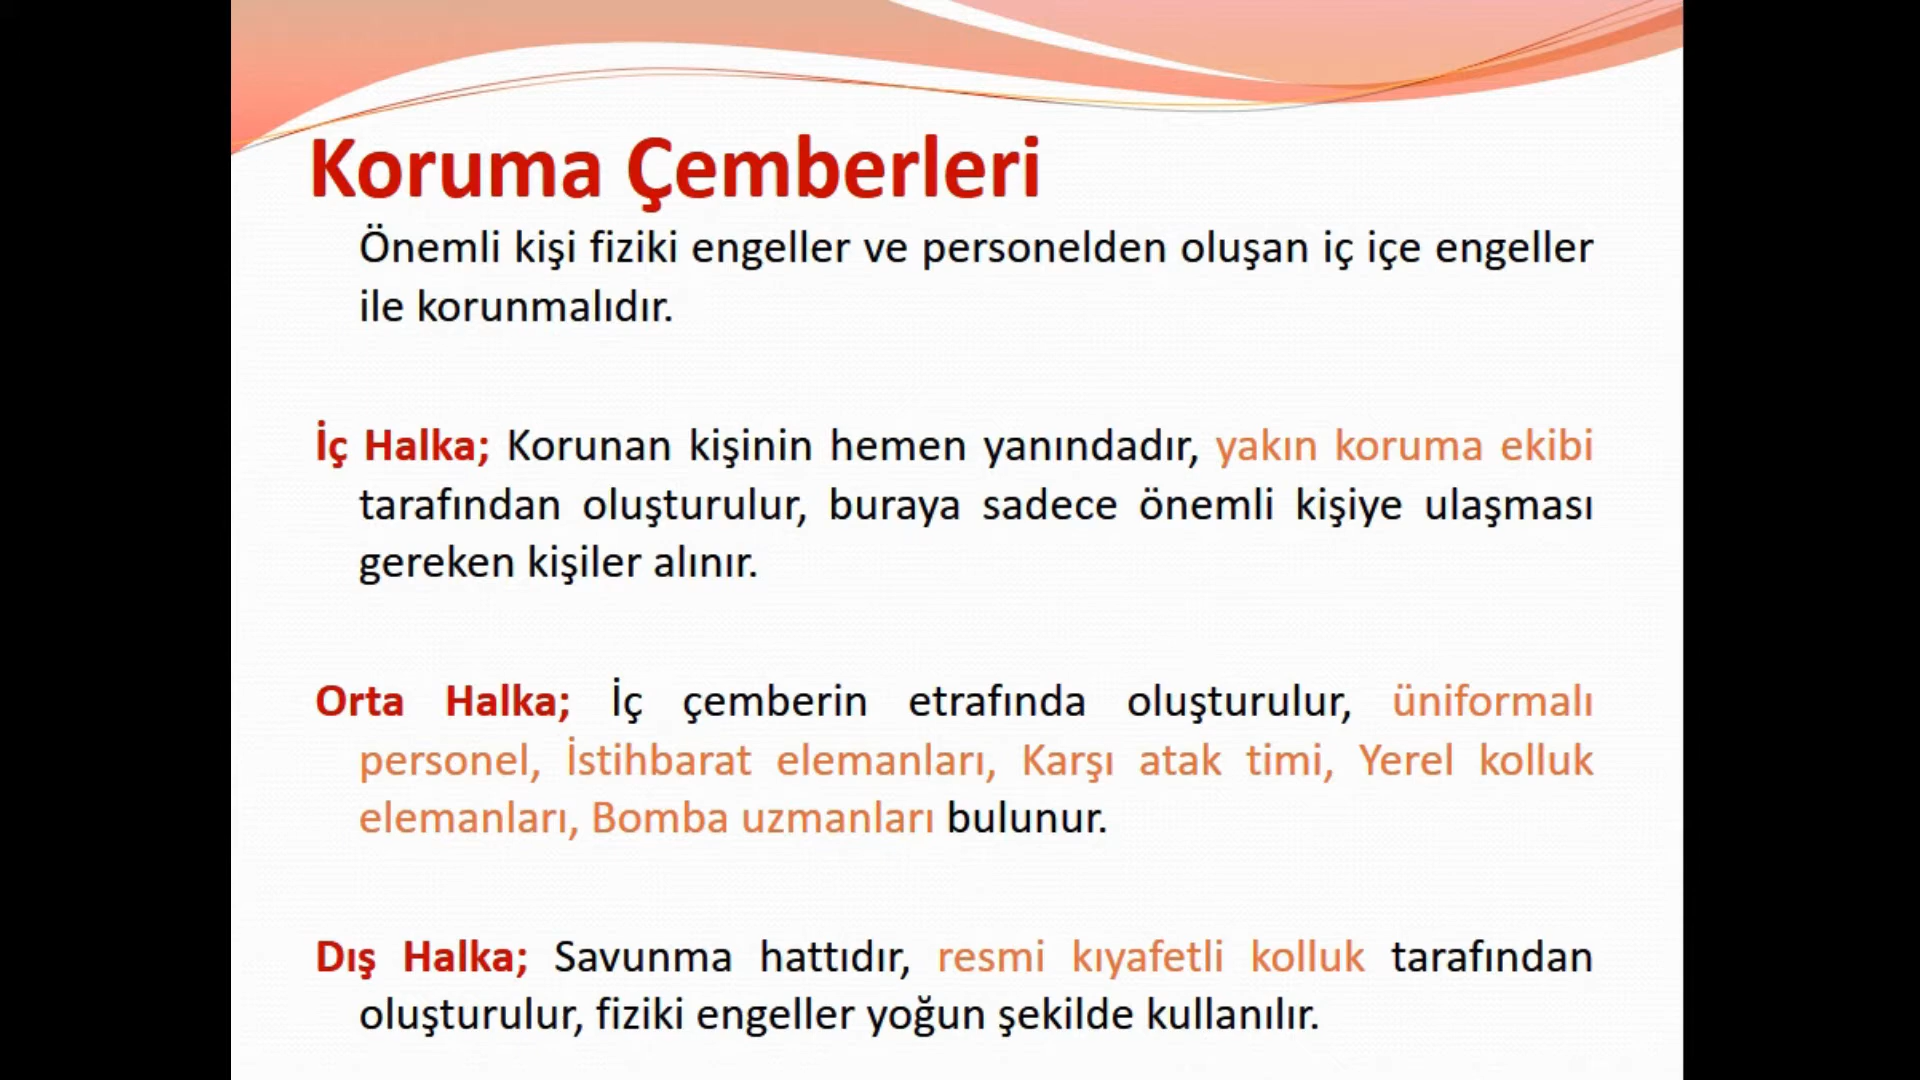 Koruma Çemberleri
Önemli kişi fiziki engeller ve personelden oluşan iç içe engeller
ile korunmalıdır.
İç Halka; Korunan kişinin hemen yanındadır, yakın koruma ekibi
tarafından oluşturulur, buraya sadece önemli kişiye ulaşması
gereken kişiler alınır.
Orta Halka; İç çemberin etrafında oluşturulur, üniformalı
personel, İstihbarat elemanları, Karşı atak timi, Yerel kolluk
elemanları, Bomba uzmanları bulunur.
Dış Halka; Savunma hattıdır, resmi kıyafetli kolluk tarafından
oluşturulur, fiziki engeller yoğun şekilde kullanılır.